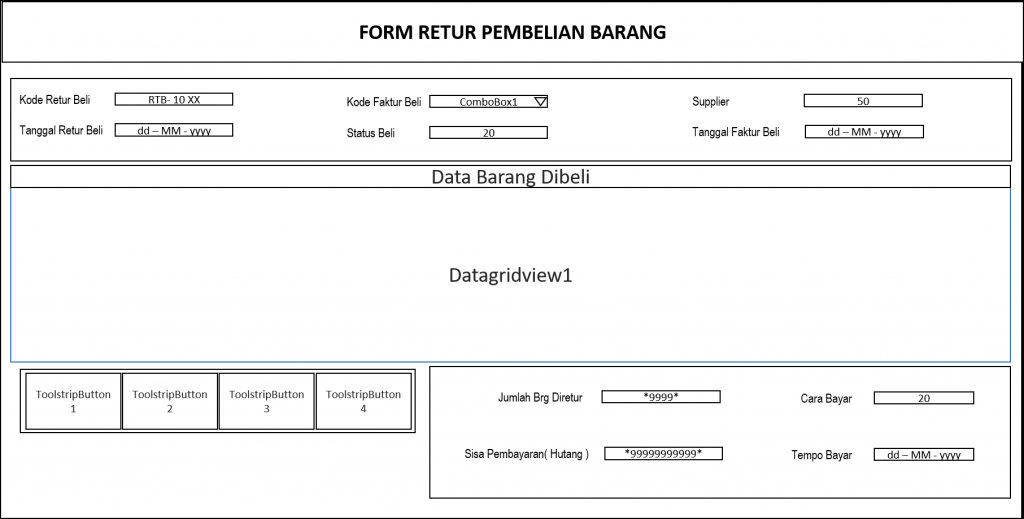 FORM RETUR PEMBELIAN BARANG
Kode Retur Beli RTB- 10 XX Kode Faktur Beli ComboBox1 Supplier 50
Tanggal Retur Beli dd – MM - yyyy Status Beli 20 Tanggal Faktur Beli dd – MM - yyyy
Data Barang Dibeli
Datagridview1
ToolstripButton 1
ToolstripButton 2
ToolstripButton 3
ToolstripButton 4
Jumlah Brg Diretur *9999* Cara Bayar 20
Sisa Pembayaran( Hutang ) *99999999999* Tempo Bayar dd – MM - yyyy